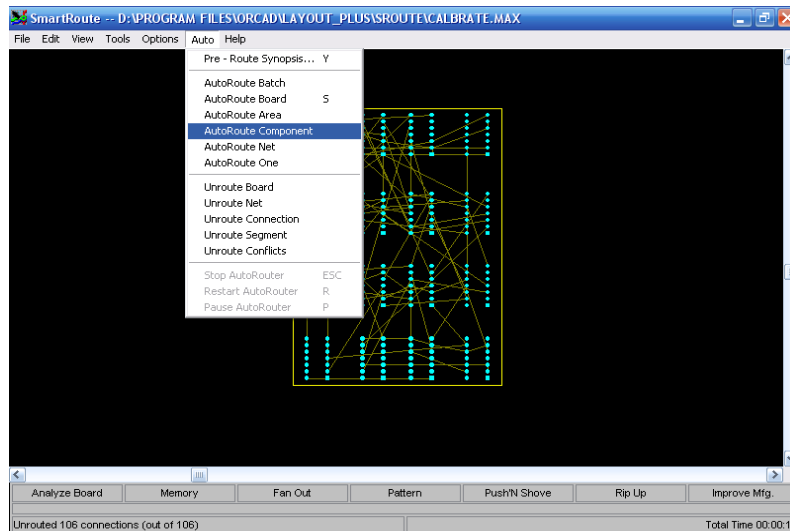 SmartRoute -- D:\PROGRAM FILES\ORCAD\LAYOUT_PLUS\SROUTE\CALBRATE.MAX
File Edit View Tools Options Auto Help
Pre - Route Synopsis... Y
AutoRoute Batch
AutoRoute Board S
AutoRoute Area
AutoRoute Component
AutoRoute Net
AutoRoute One
Unroute Board
Unroute Net
Unroute Connection
Unroute Segment
Unroute Conflicts
Stop AutoRouter ESC
Restart AutoRouter R
Pause AutoRouter P
Analyze Board Memory Fan Out Pattern Push'N Shove Rip Up Improve Mfg.
Unrouted 106 connections (out of 106) Total Time 00:00:1